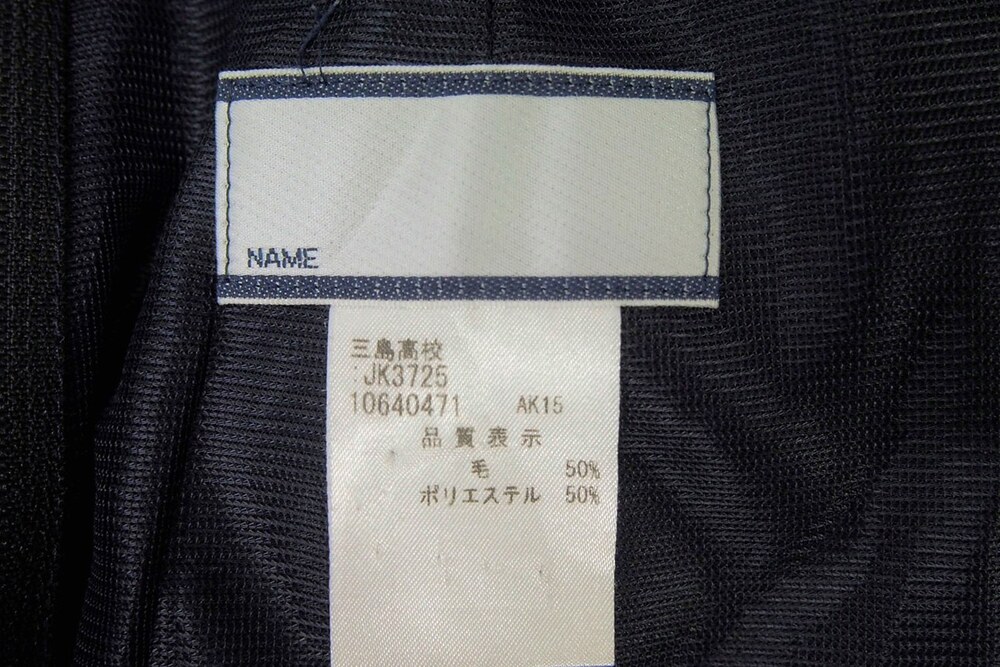 NAME
三島高校
:JK3725
10640471 AK15
品質表示
毛 50%
ポリエステル 50%